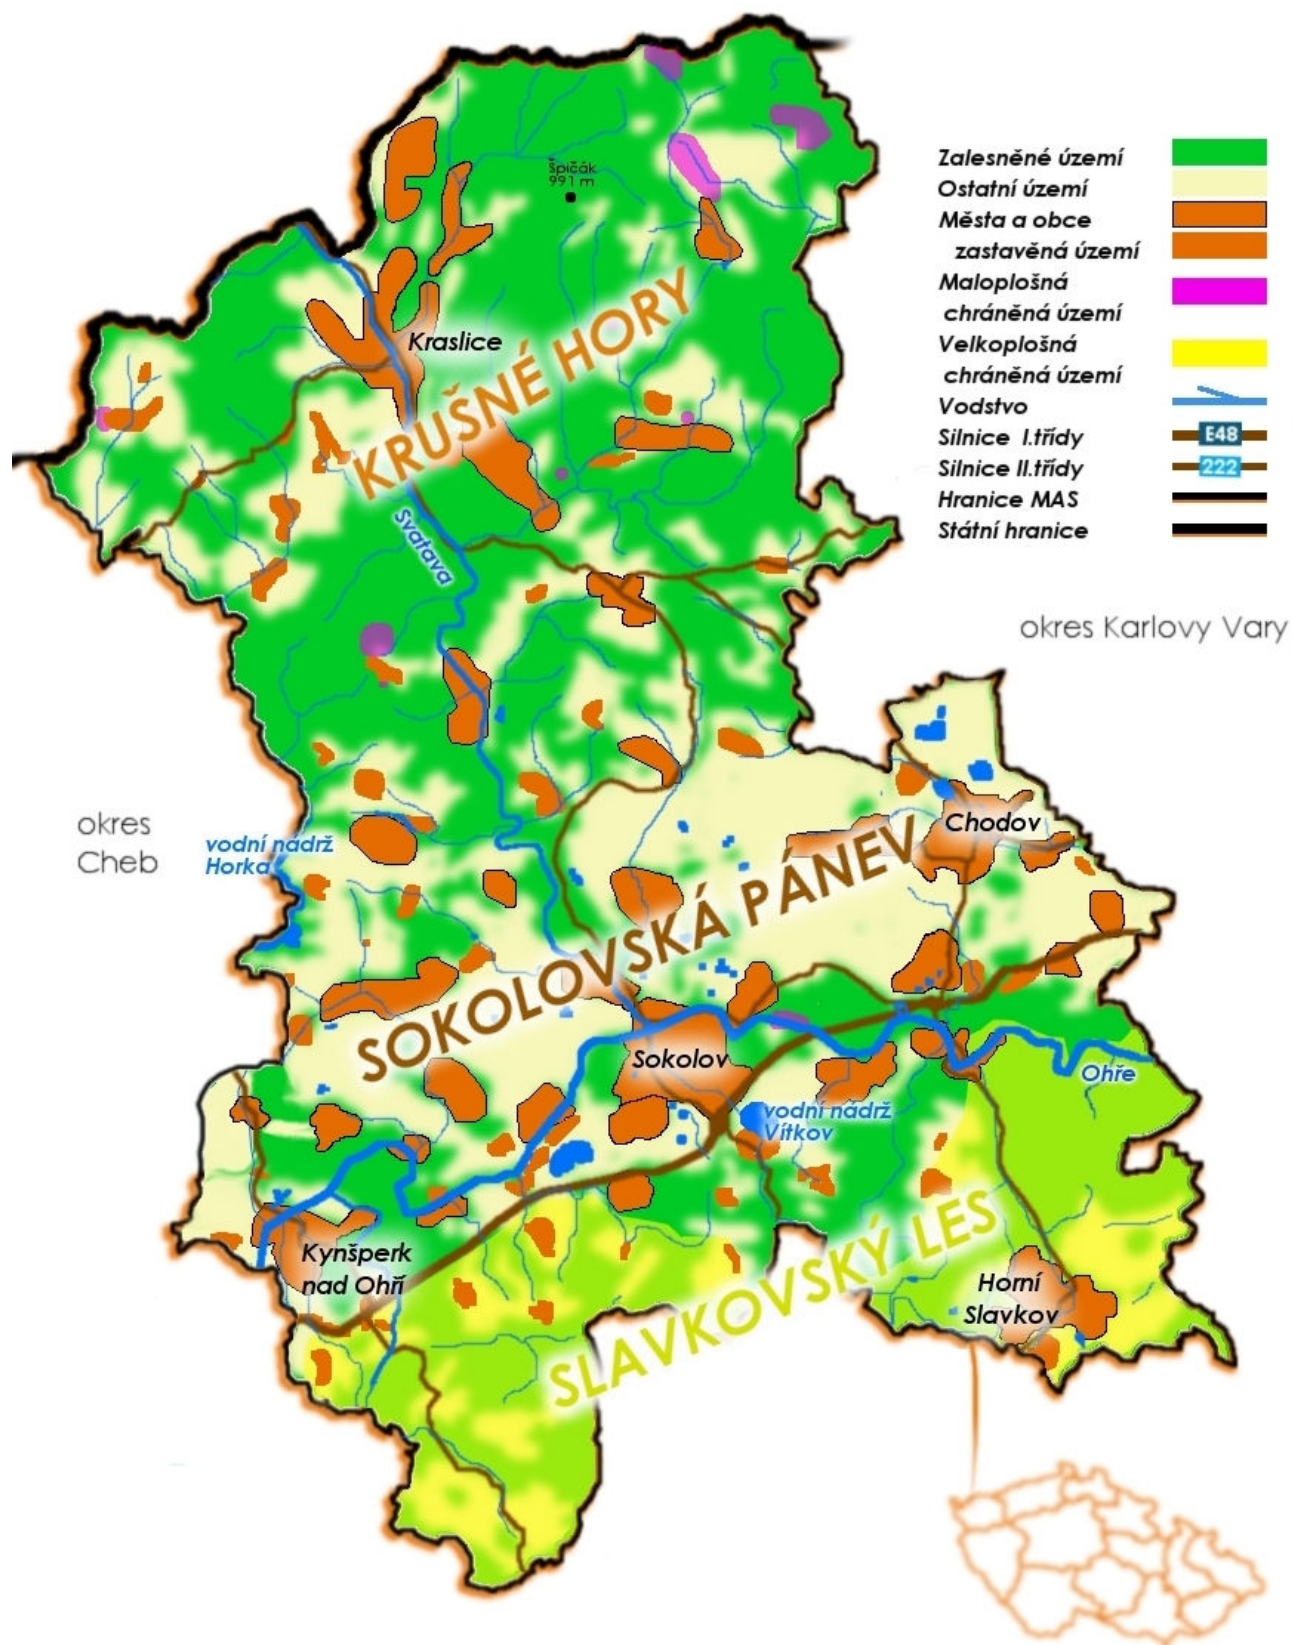 Špičák
991 m
Zalesněné území
Ostatní území
Města a obce
zastavěná území
Maloplošná
chráněná území
Velkoplošná
chráněná území
Vodstvo
Silnice I.třídy
E48
Silnice II.třídy
222
Hranice MAS
Státní hranice
Kraslice
KRUŠNÉ HORY
Svatava
okres Karlovy Vary
okres
Cheb
vodní nádrž
Horka
Chodov
SOKOLOVSKÁ PÁNEV
Sokolov
Ohře
vodní nádrž
Vítkov
Kynšperk
nad Ohří
SLAVKOVSKÝ LES
Horní
Slavkov